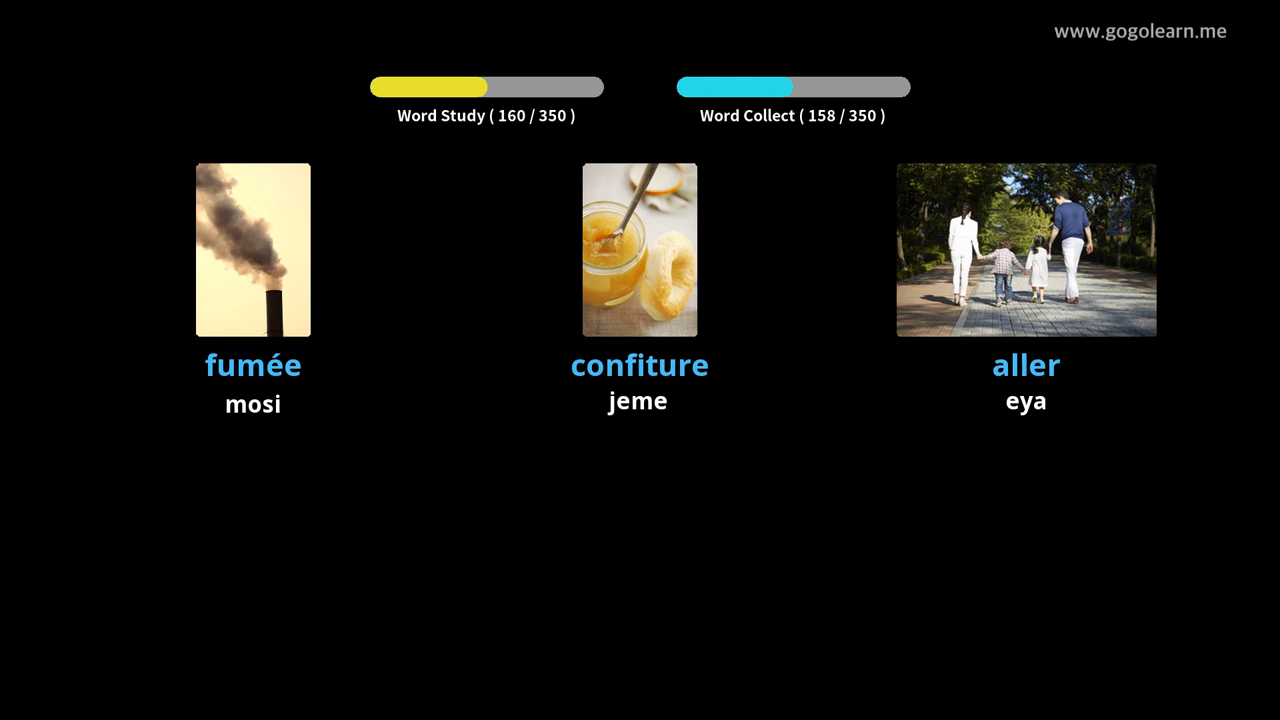 www.gogolearn.me
Word Study ( 160 / 350 )
Word Collect ( 158 / 350 )
fumée
mosi
confiture
jeme
aller
eya